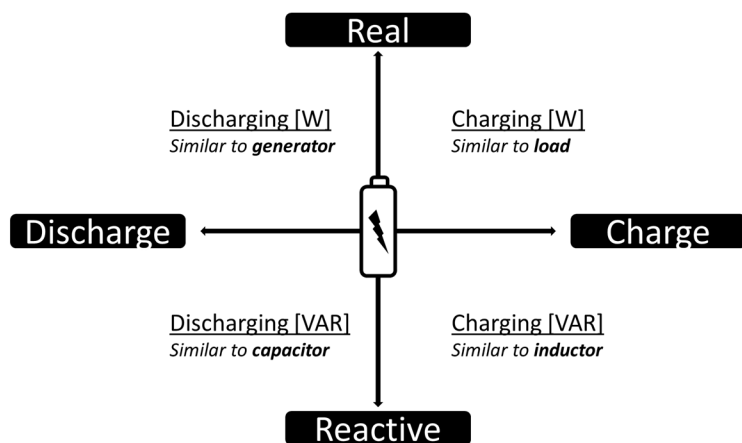 Real
Discharging [W]
Similar to generator
Charging [W]
Similar to load
Discharge
Charge
Discharging [VAR]
Similar to capacitor
Charging [VAR]
Similar to inductor
Reactive